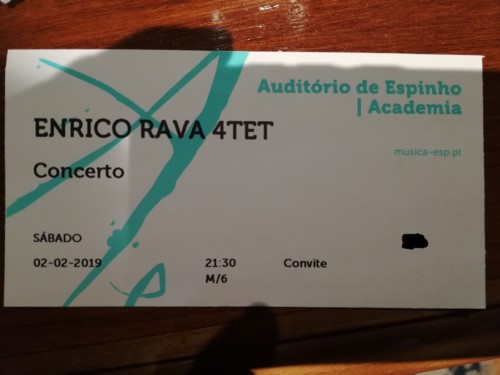 Auditório de Espinho
| Academia
ENRICO RAVA 4TET
musica-esp.pt
Concerto
SÁBADO
02-02-2019 21:30 Convite
M/6